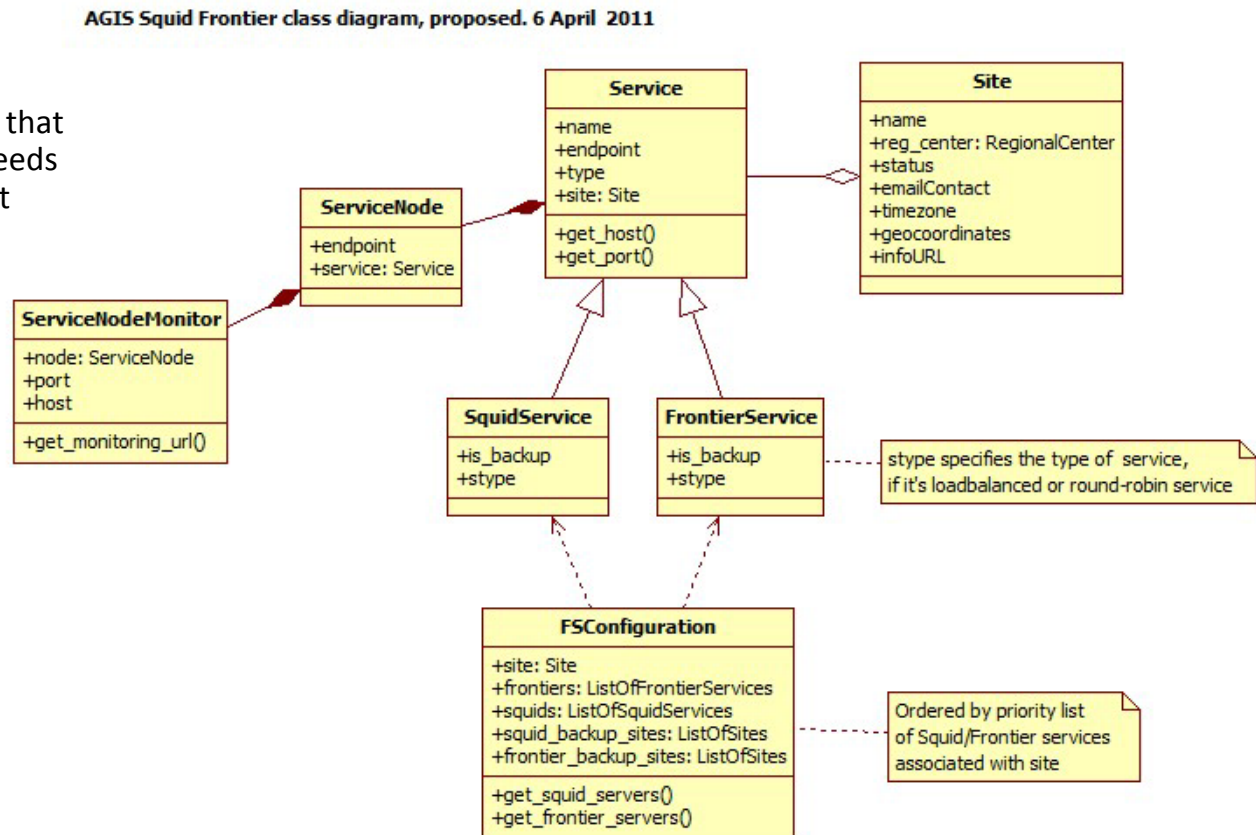 AGIS Squid Frontier class diagram, proposed. 6 April 2011
that
eeds
t
Service
+name
+endpoint
+type
+site: Site
+get_host()
+get_port()
Site
+name
+reg_center: RegionalCenter
+status
+emailContact
+timezone
+geocoordinates
+infoURL
ServiceNode
+endpoint
+service: Service
ServiceNodeMonitor
+node: ServiceNode
+port
+host
+get_monitoring_url()
SquidService
+is_backup
+stype
FrontierService
+is_backup
+stype
stype specifies the type of service,
if it's loadbalanced or round-robin service
FSConfiguration
+site: Site
+frontiers: ListOfFrontierServices
+squids: ListOfSquidServices
+squid_backup_sites: ListOfSites
+frontier_backup_sites: ListOfSites
+get_squid_servers()
+get_frontier_servers()
Ordered by priority list
of Squid/Frontier services
associated with site